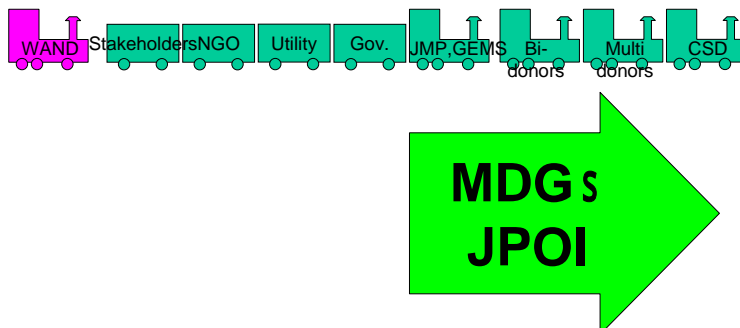 WAND Stakeholders NGO Utility Gov. JMP,GEMS Bi- Multi CSD
donors donors
MDGs
JPOI